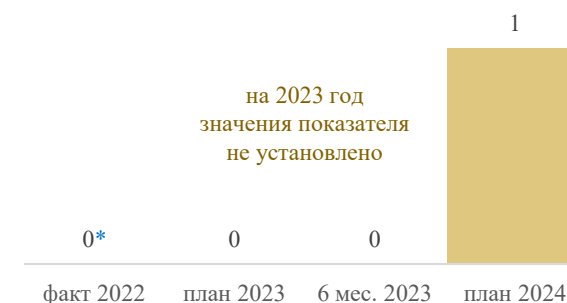 1
на 2023 год
значения показателя
не установлено
0*
0
0
факт 2022
план 2023
6 мес. 2023
план 2024